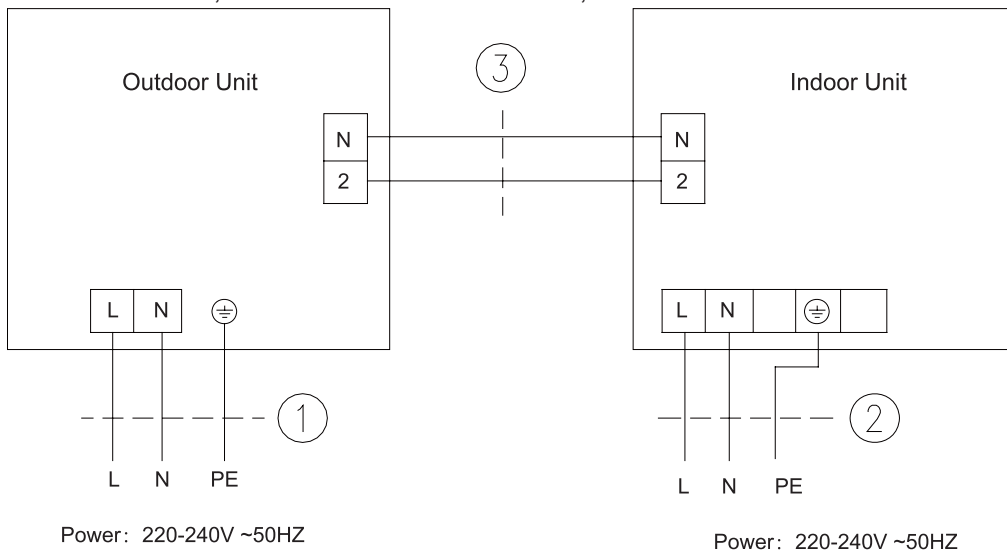 Outdoor Unit
③
Indoor Unit
N
N
2
2
L N
L N
①
②
L N PE
L N PE
Power: 220-240V ~50HZ
Power: 220-240V ~50HZ